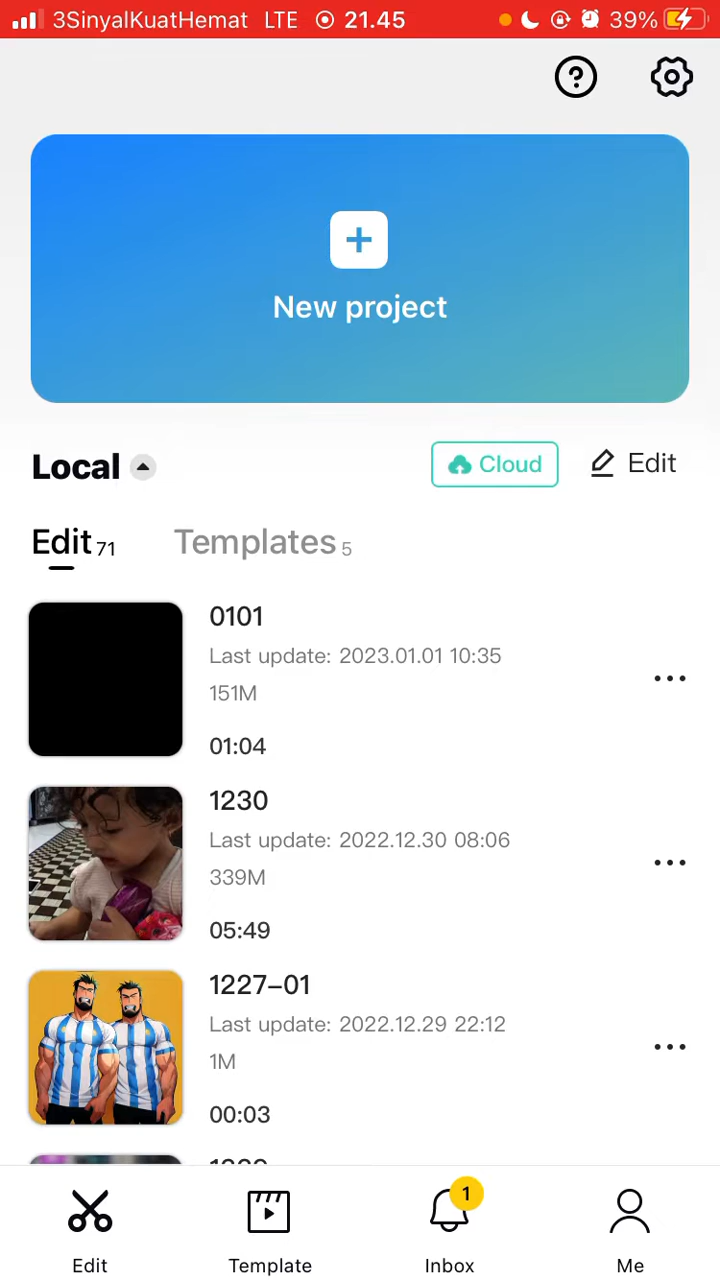 3SinyalKuatHemat LTE 21.45 39%
New project
Local Cloud Edit
Edit 71 Templates 5
0101
Last update: 2023.01.01 10:35
151M
01:04
1230
Last update: 2022.12.30 08:06
339M
05:49
1227–01
Last update: 2022.12.29 22:12
1M
00:03
1
Edit Template Inbox Me